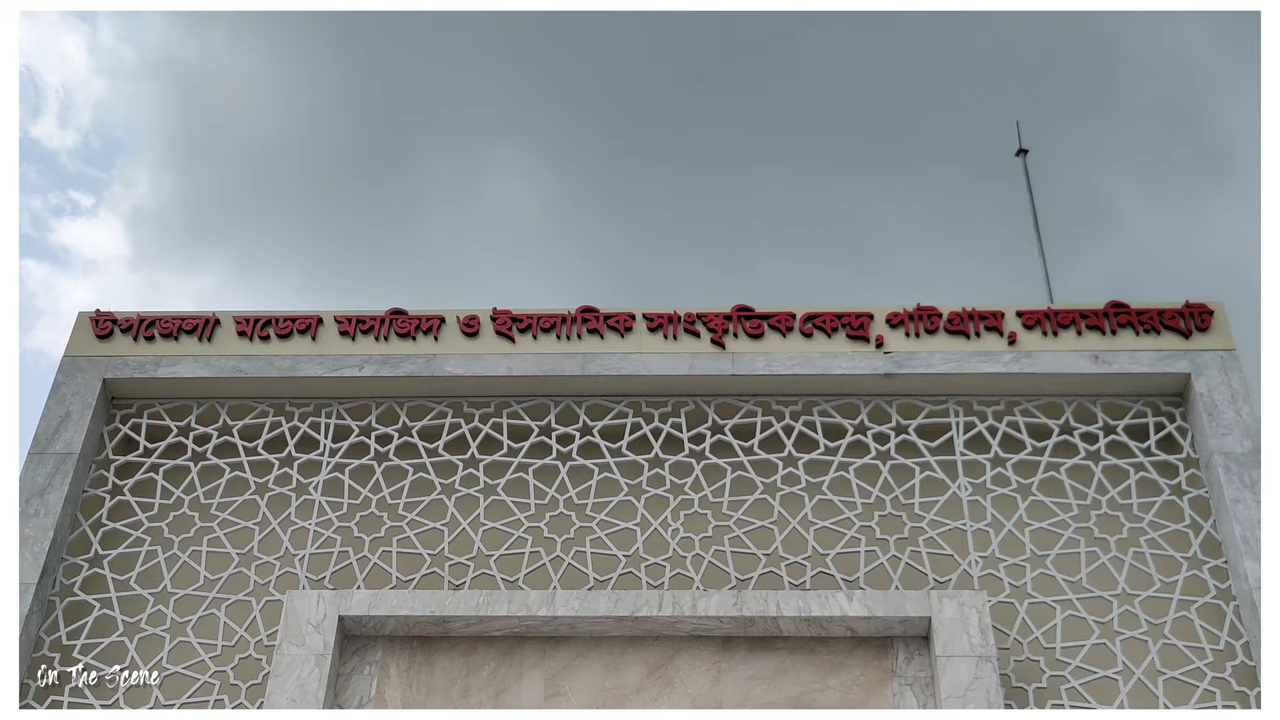 উপজেলা মডেল মসজিদ ও ইসলামিক সাংস্কৃতিক কেন্দ্র, পাটগ্রাম, লালমনিরহাট
On The Scene